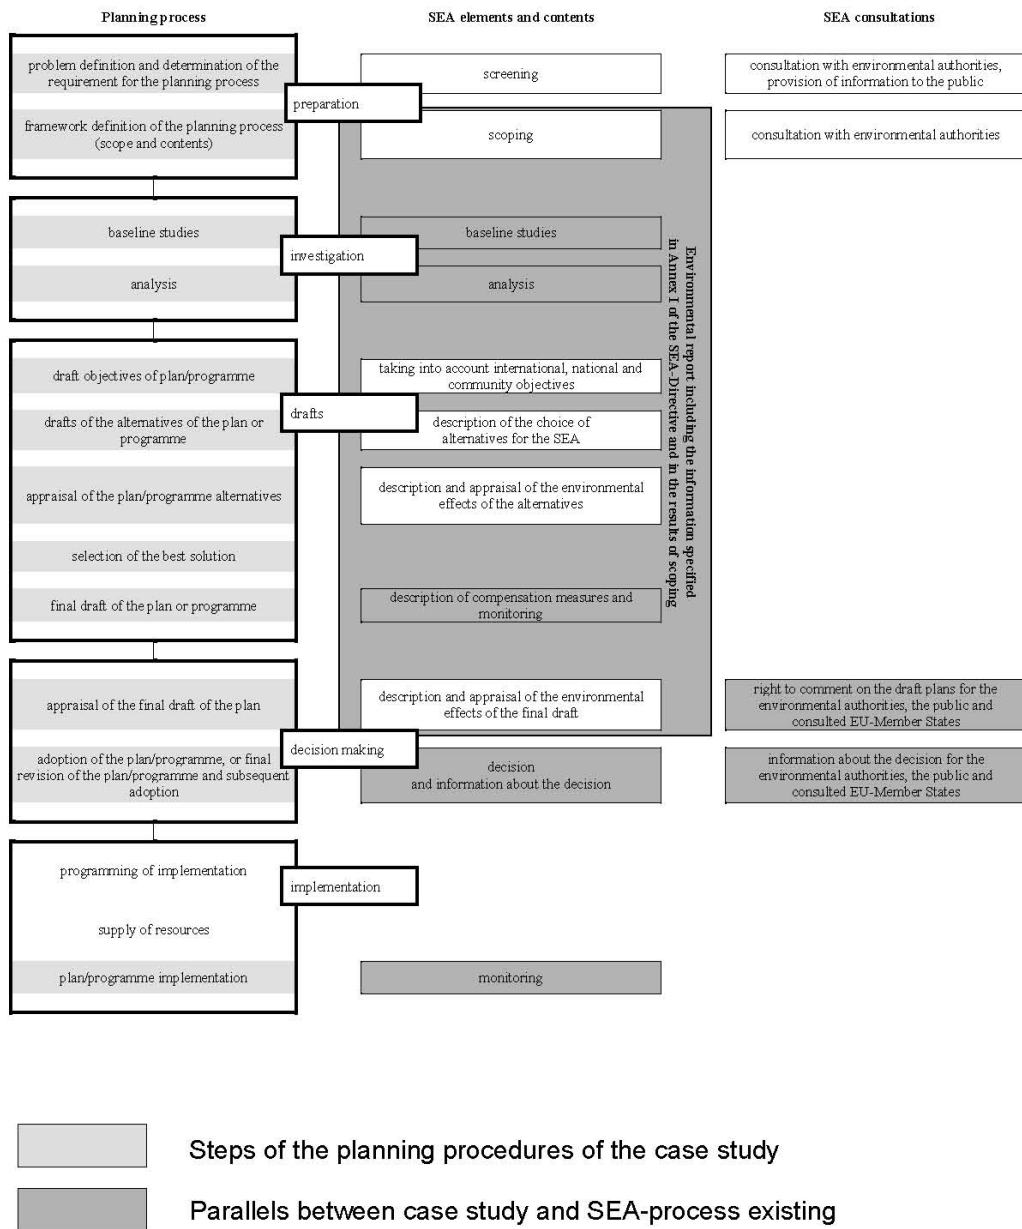 Planning process
SEA elements and contents
SEA consultations
problem definition and determination of the
requirement for the planning process
screening
consultation with environmental authorities,
provision of information to the public
preparation
framework definition of the planning process
(scope and contents)
scoping
consultation with environmental authorities
baseline studies
baseline studies
investigation
analysis
analysis
Environmental report including the information specified
in Annex I of the SEA-Directive and in the results of scoping
draft objectives of plan/programme
taking into account international, national and
community objectives
drafts
drafts of the alternatives of the plan or
programme
description of the choice of
alternatives for the SEA
appraisal of the plan/programme alternatives
description and appraisal of the environmental
effects of the alternatives
selection of the best solution
final draft of the plan or programme
description of compensation measures and
monitoring
appraisal of the final draft of the plan
description and appraisal of the environmental
effects of the final draft
right to comment on the draft plans for the
environmental authorities, the public and
consulted EU-Member States
decision making
adoption of the plan/programme, or final
revision of the plan/programme and subsequent
adoption
decision
and information about the decision
information about the decision for the
environmental authorities, the public and
consulted EU-Member States
programming of implementation
implementation
supply of resources
plan/programme implementation
monitoring
Steps of the planning procedures of the case study
Parallels between case study and SEA-process existing